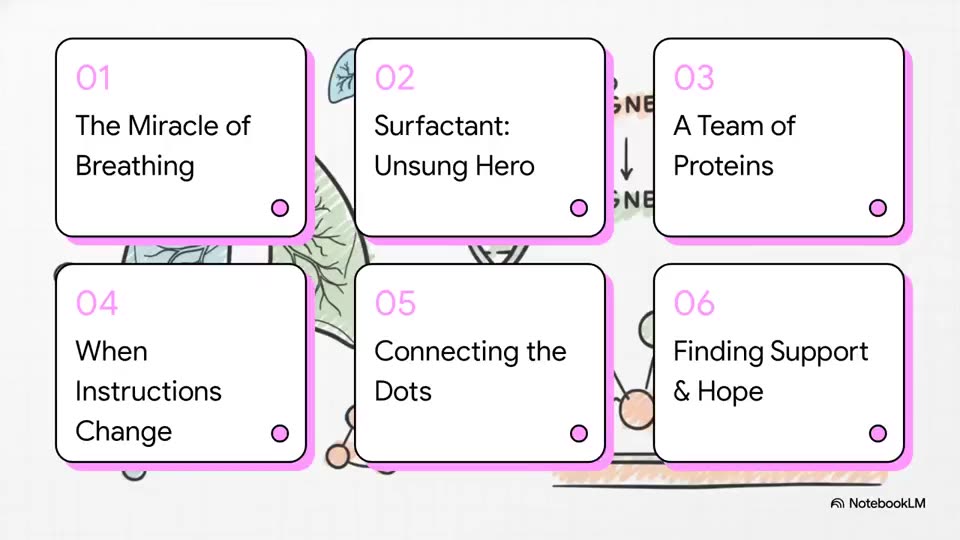 01
The Miracle of
Breathing
02
Surfactant:
Unsung Hero
03
A Team of
Proteins
04
When
Instructions
Change
05
Connecting the
Dots
06
Finding Support
& Hope
NotebookLM